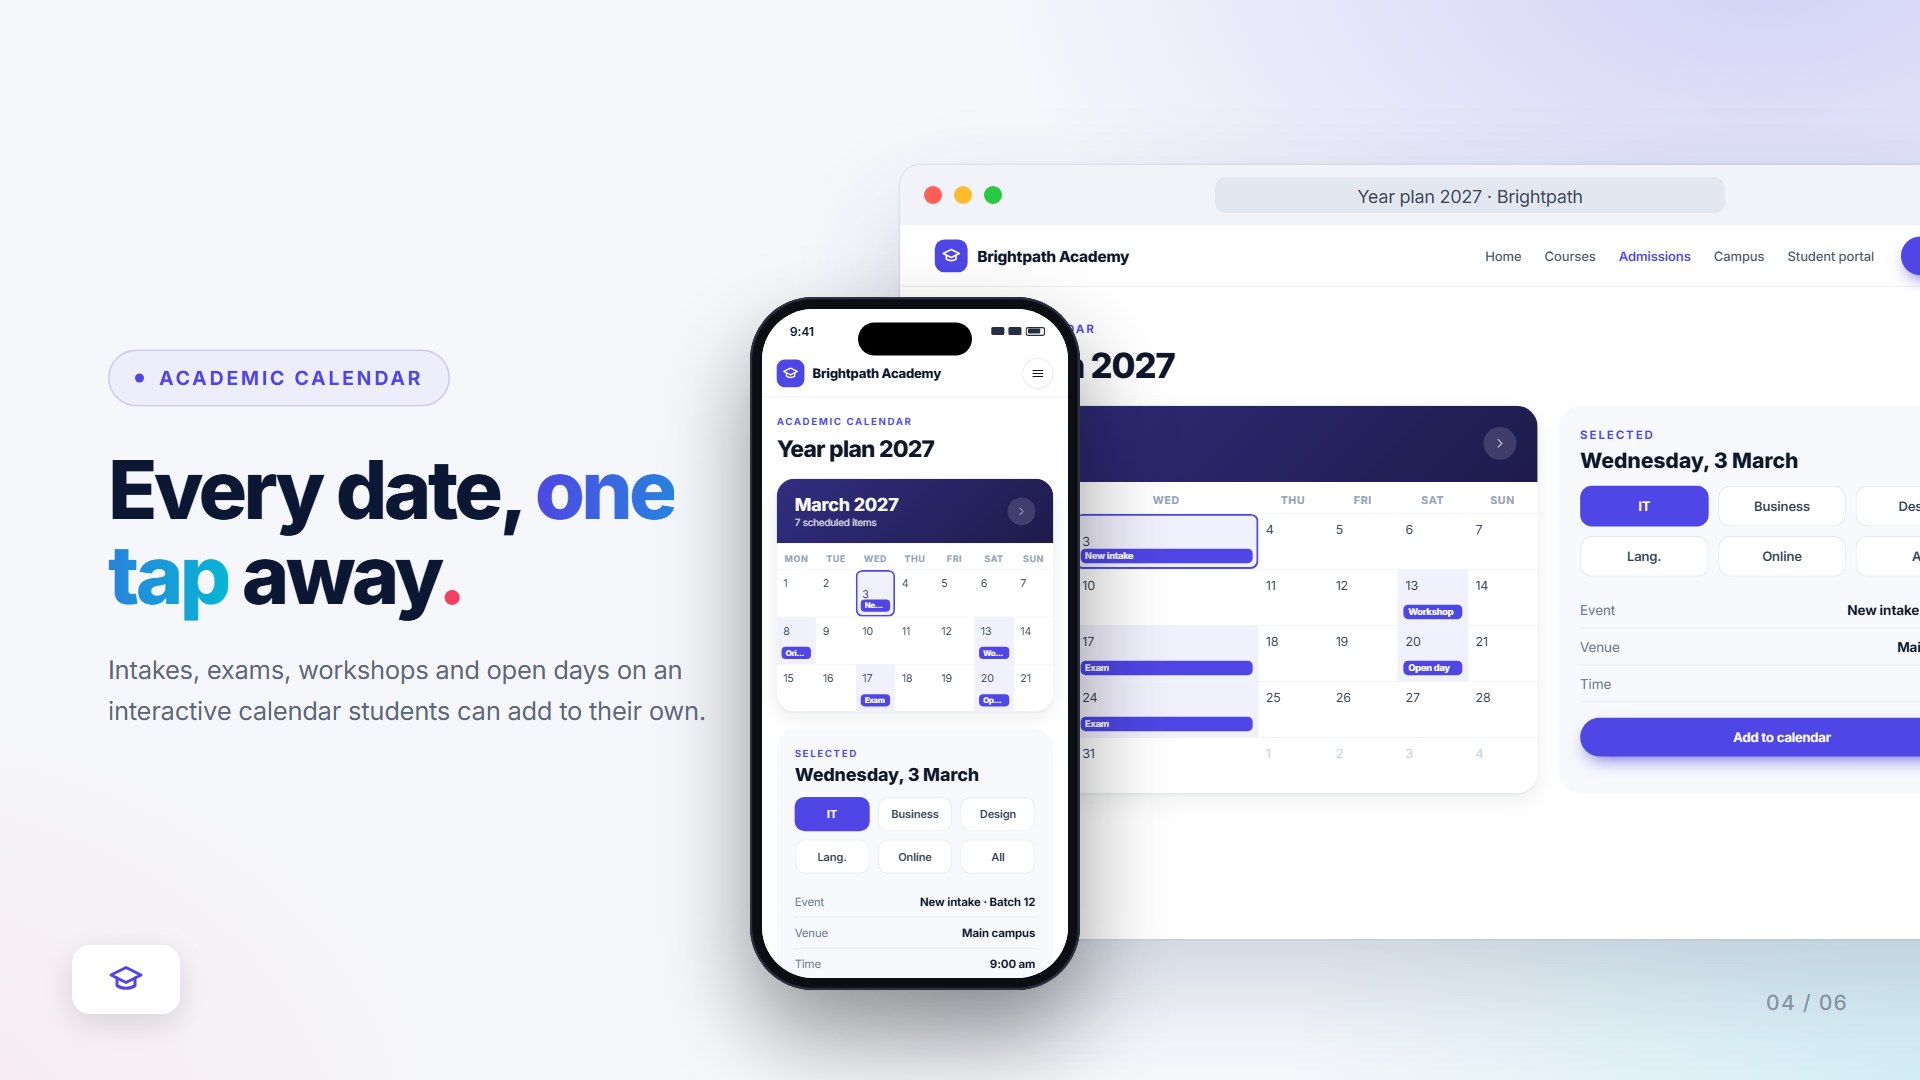 ACADEMIC CALENDAR
Every date, one
tap away.
Intakes, exams, workshops and open days on an
interactive calendar students can add to their own.
9:41
Brightpath Academy
ACADEMIC CALENDAR
Year plan 2027
March 2027
7 scheduled items
MON TUE WED THU FRI SAT SUN
1 2 3 4 5 6 7
Ne...
8 9 10 11 12 13 14
Ori... Wo...
15 16 17 18 19 20 21
Exam Op...
SELECTED
Wednesday, 3 March
IT Business Design
Lang. Online All
Event New intake · Batch 12
Venue Main campus
Time 9:00 am
Year plan 2027 · Brightpath
Brightpath Academy Home Courses Admissions Campus Student portal
DAR
2027
WED THU FRI SAT SUN
3 4 5 6 7
New intake
10 11 12 13 14
Workshop
17 18 19 20 21
Exam Open day
24 25 26 27 28
Exam
31 1 2 3 4
SELECTED
Wednesday, 3 March
IT Business Des
Lang. Online A
Event New intake
Venue Mai
Time
Add to calendar
04 / 06